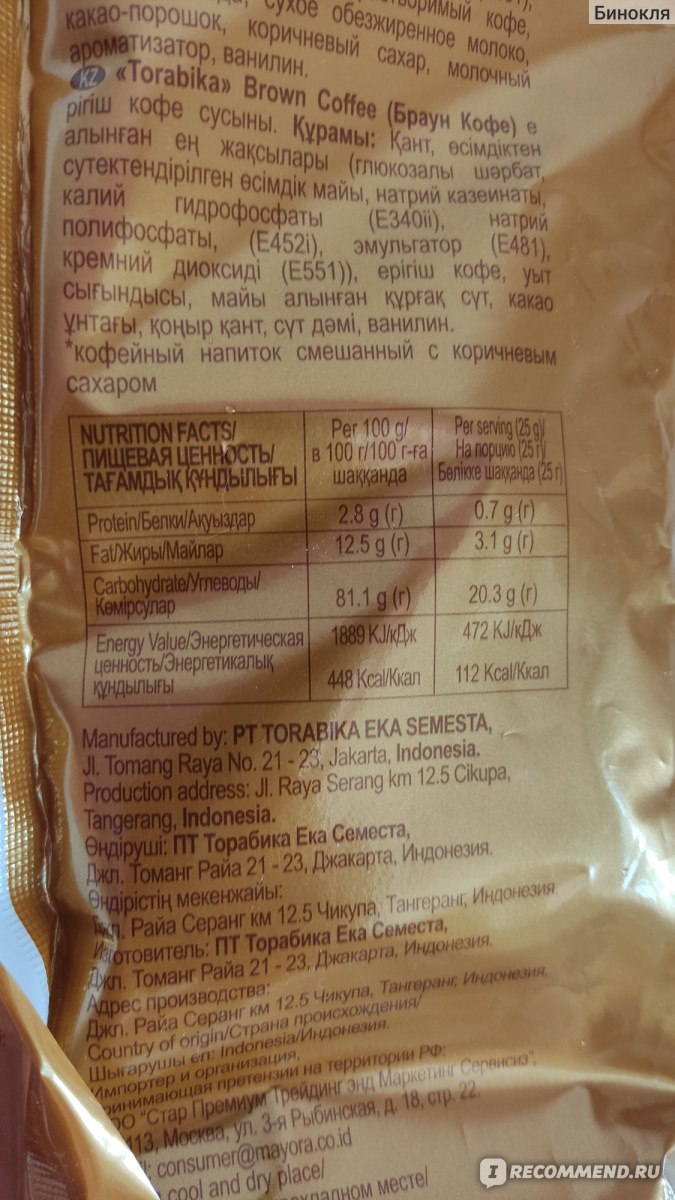 Бинокля
сухое обезжиренное молоко,
какао-порошок, коричневый сахар, молочный
ароматизатор, ванилин.
KZ «Torabika» Brown Coffee (Браун Кофе) е
рігіш кофе сусыны. Құрамы: Қант, өсімдіктен
алынған ең жақсылары (глюкозалы шәрбат,
сутектендірілген өсімдік майы, натрий казеинаты,
калий гидрофосфаты (E340ii), натрий
полифосфаты, (E452i), эмульгатор (E481),
кремний диоксиді (E551)), ерігіш кофе, уыт
сығындысы, майы алынған құрғақ сүт, какао
ұнтағы, қоңыр қант, сүт дәмі, ванилин.
*кофейный напиток смешанный с коричневым
сахаром
NUTRITION FACTS/ Per 100 g/ Per serving (25 g)/
ПИЩЕВАЯ ЦЕННОСТЬ/ в 100 г/100 г-ға На порцию (25 г)/
ТАҒАМДЫҚ ҚҰНДЫЛЫҒЫ шаққанда Бөлікке шаққанда (25 г)
Protein/Белки/Ақуыздар 2.8 g (г) 0.7 g (г)
Fat/Жиры/Майлар 12.5 g (г) 3.1 g (г)
Carbohydrate/Углеводы/
Көмірсулар 81.1 g (г) 20.3 g (г)
Energy Value/Энергетическая 1889 KJ/кДж 472 KJ/кДж
ценность/Энергетикалық
құндылығы 448 Kcal/Ккал 112 Kcal/Ккал
Manufactured by: PT TORABIKA EKA SEMESTA,
Jl. Tomang Raya No. 21 - 23, Jakarta, Indonesia.
Production address: Jl. Raya Serang km 12.5 Cikupa,
Tangerang, Indonesia.
Өндіруші: ПТ Торабика Ека Семеста,
Джл. Томанг Райа 21 - 23, Джакарта, Индонезия.
Өндірістің мекенжайы:
Джл. Райа Серанг км 12.5 Чикупа, Тангеранг, Индонезия.
Изготовитель: ПТ Торабика Ека Семеста,
Джл. Томанг Райа 21 - 23, Джакарта, Индонезия.
Адрес производства:
Джл. Райа Серанг км 12.5 Чикупа, Тангеранг, Индонезия.
Country of origin/Страна происхождения/
Шығарушы ел: Indonesia/Индонезия.
Импортер и организация,
принимающая претензии на территории РФ:
"Стар Премиум Трейдинг энд Маркетинг Сервисиз",
113, Москва, ул. 3-я Рыбинская, д. 18, стр. 22.
consumer@mayora.co.id
cool and dry place/
прохладном месте/
IRECOMMEND.RU